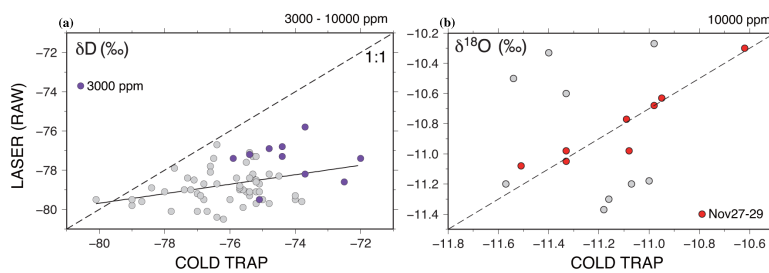 (a)
3000 - 10000 ppm
δD (‰)
1:1
3000 ppm
−72
−74
−76
−78
−80
LASER (RAW)
−80
−78
−76
−74
−72
COLD TRAP
(b)
10000 ppm
δ¹⁸O (‰)
−10.2
−10.4
−10.6
−10.8
−11.0
−11.2
−11.4
Nov27-29
−11.8
−11.6
−11.4
−11.2
−11.0
−10.8
−10.6
COLD TRAP